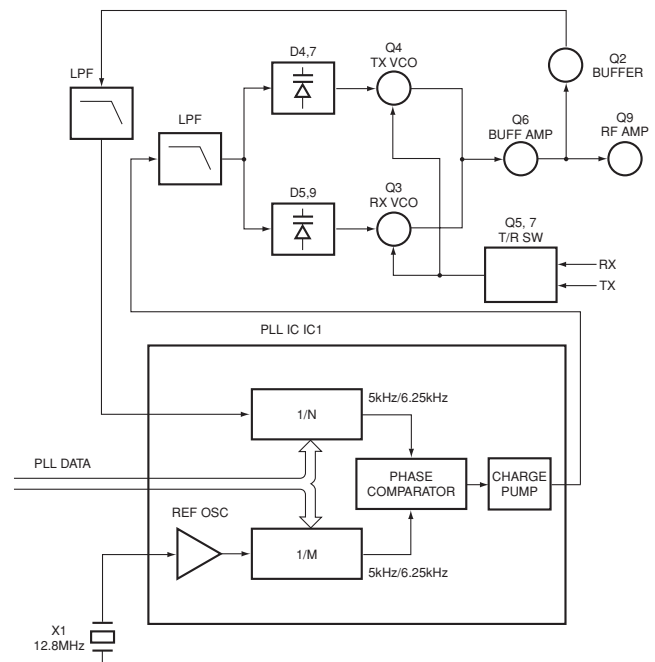 Q4
TX VCO
D4,7
Q2
BUFFER
LPF
LPF
Q6
BUFF AMP
Q9
RF AMP
D5,9
Q3
RX VCO
Q5, 7
T/R SW
RX
TX
PLL IC IC1
5kHz/6.25kHz
1/N
PLL DATA
PHASE
COMPARATOR
CHARGE
PUMP
REF OSC
1/M
5kHz/6.25kHz
X1
12.8MHz